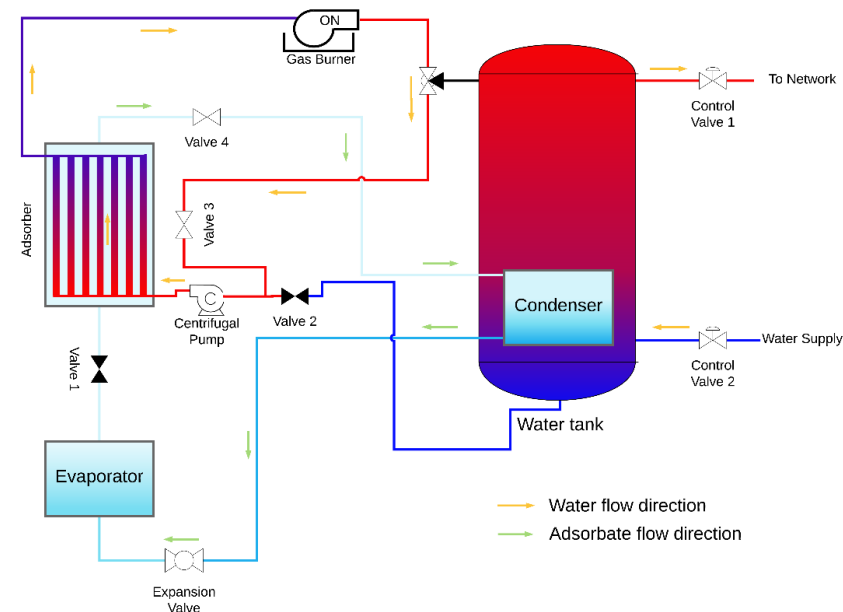 ON
Gas Burner
To Network
Control
Valve 1
Valve 4
Adsorber
Valve 3
Condenser
C
Centrifugal
Pump
Valve 2
Water Supply
Control
Valve 2
Valve 1
Water tank
Evaporator
Water flow direction
Adsorbate flow direction
Expansion
Valve